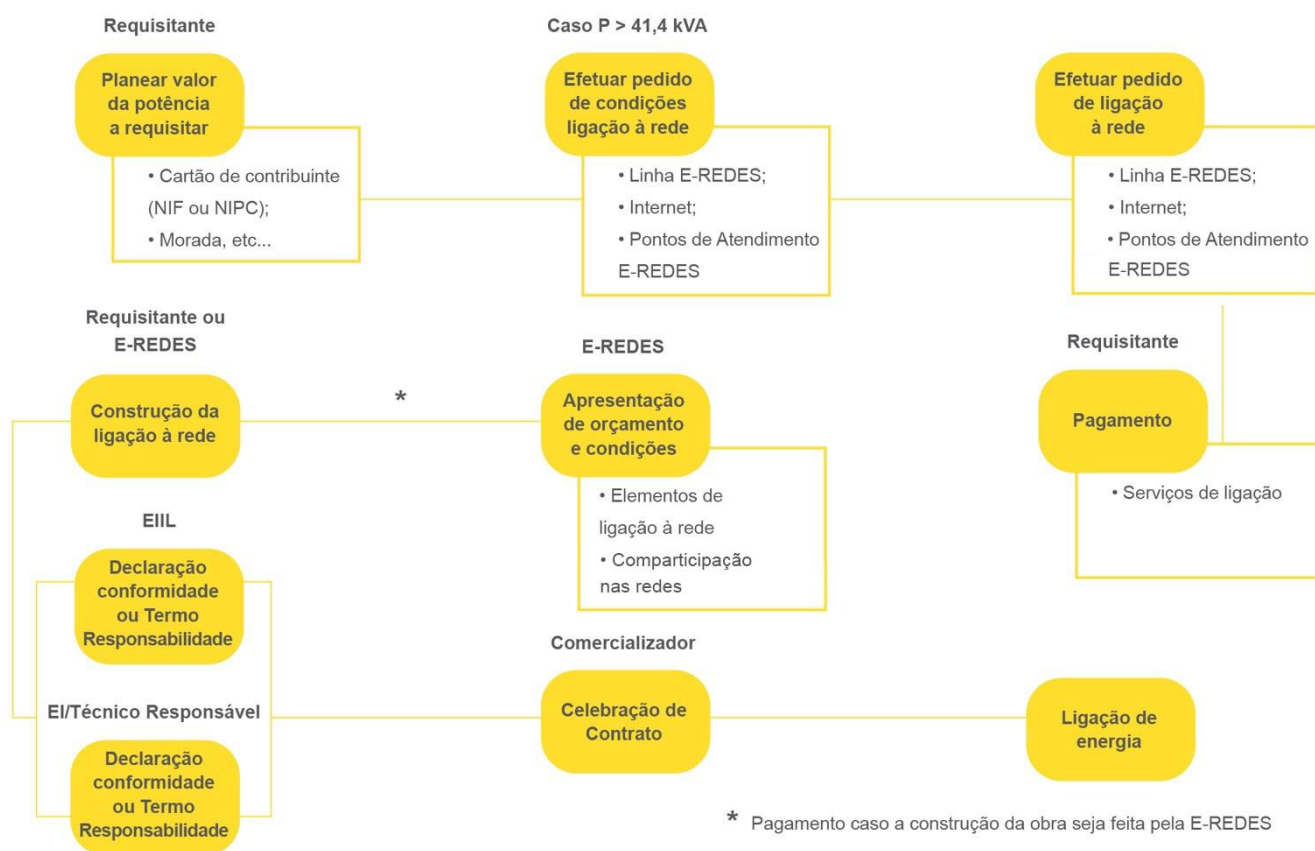 Requisitante
Planear valor
da potência
a requisitar
• Cartão de contribuinte
(NIF ou NIPC);
• Morada, etc...
Caso P > 41,4 kVA
Efetuar pedido
de condições
ligação à rede
• Linha E-REDES;
• Internet;
• Pontos de Atendimento
E-REDES
Efetuar pedido
de ligação
à rede
• Linha E-REDES;
• Internet;
• Pontos de Atendimento
E-REDES
Requisitante
Pagamento
• Serviços de ligação
E-REDES
Apresentação
de orçamento
e condições
• Elementos de
ligação à rede
• Comparticipação
nas redes
*
Requisitante ou
E-REDES
Construção da
ligação à rede
EIIL
Declaração
conformidade
ou Termo
Responsabilidade
EI/Técnico Responsável
Declaração
conformidade
ou Termo
Responsabilidade
Comercializador
Celebração de
Contrato
Ligação de
energia
* Pagamento caso a construção da obra seja feita pela E-REDES